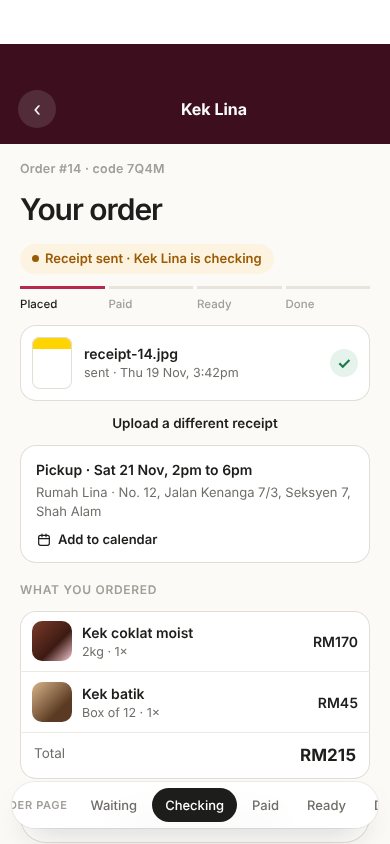 Kek Lina
Order #14 · code 7Q4M
Your order
Receipt sent · Kek Lina is checking
Placed
Paid
Ready
Done
receipt-14.jpg
sent · Thu 19 Nov, 3:42pm
Upload a different receipt
Pickup · Sat 21 Nov, 2pm to 6pm
Rumah Lina · No. 12, Jalan Kenanga 7/3, Seksyen 7,
Shah Alam
Add to calendar
WHAT YOU ORDERED
Kek coklat moist
RM170
2kg · 1×
Kek batik
RM45
Box of 12 · 1×
Total
RM215
PAGE
Waiting
Checking
Paid
Ready